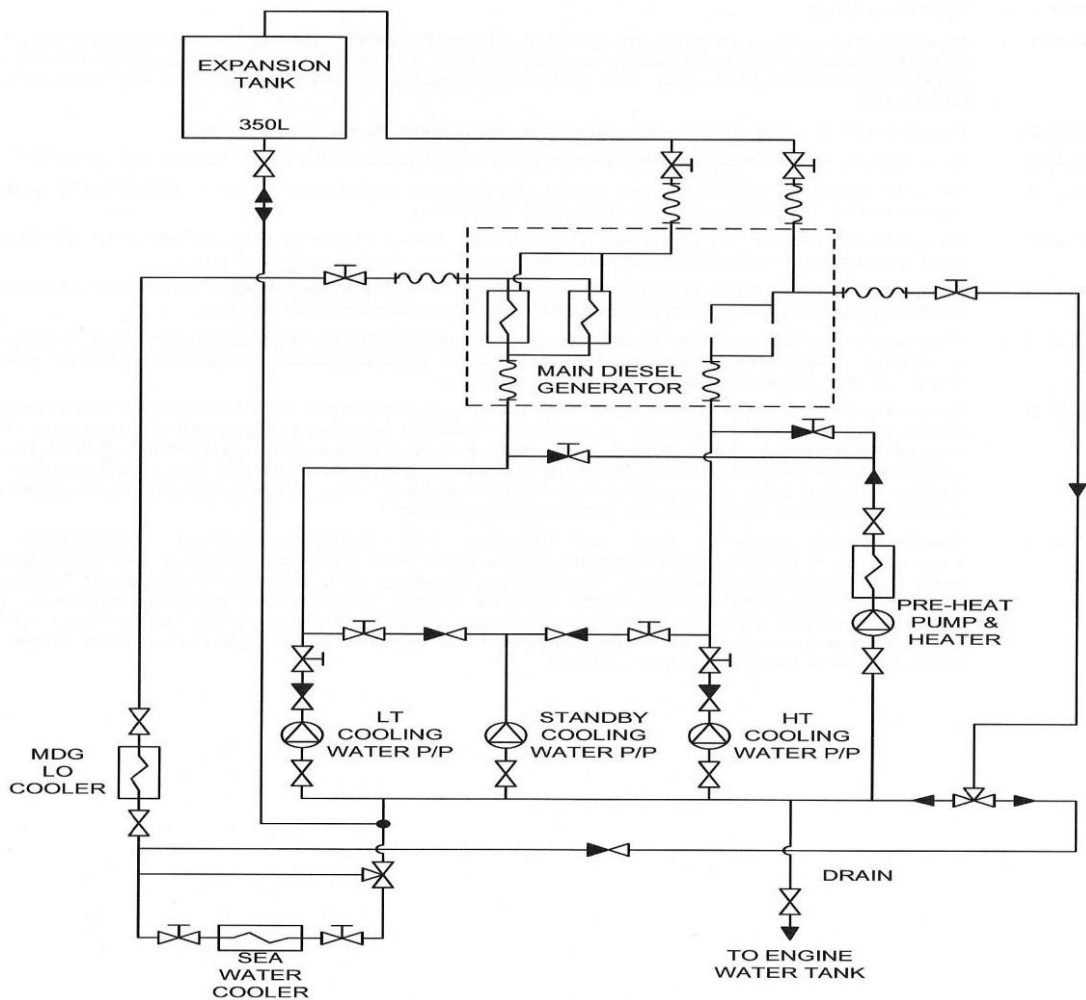 EXPANSION
TANK
350L
MAIN DIESEL
GENERATOR
PRE-HEAT
PUMP &
HEATER
LT
COOLING
WATER P/P
STANDBY
COOLING
WATER P/P
HT
COOLING
WATER P/P
MDG
LO
COOLER
DRAIN
SEA
WATER
COOLER
TO ENGINE
WATER TANK